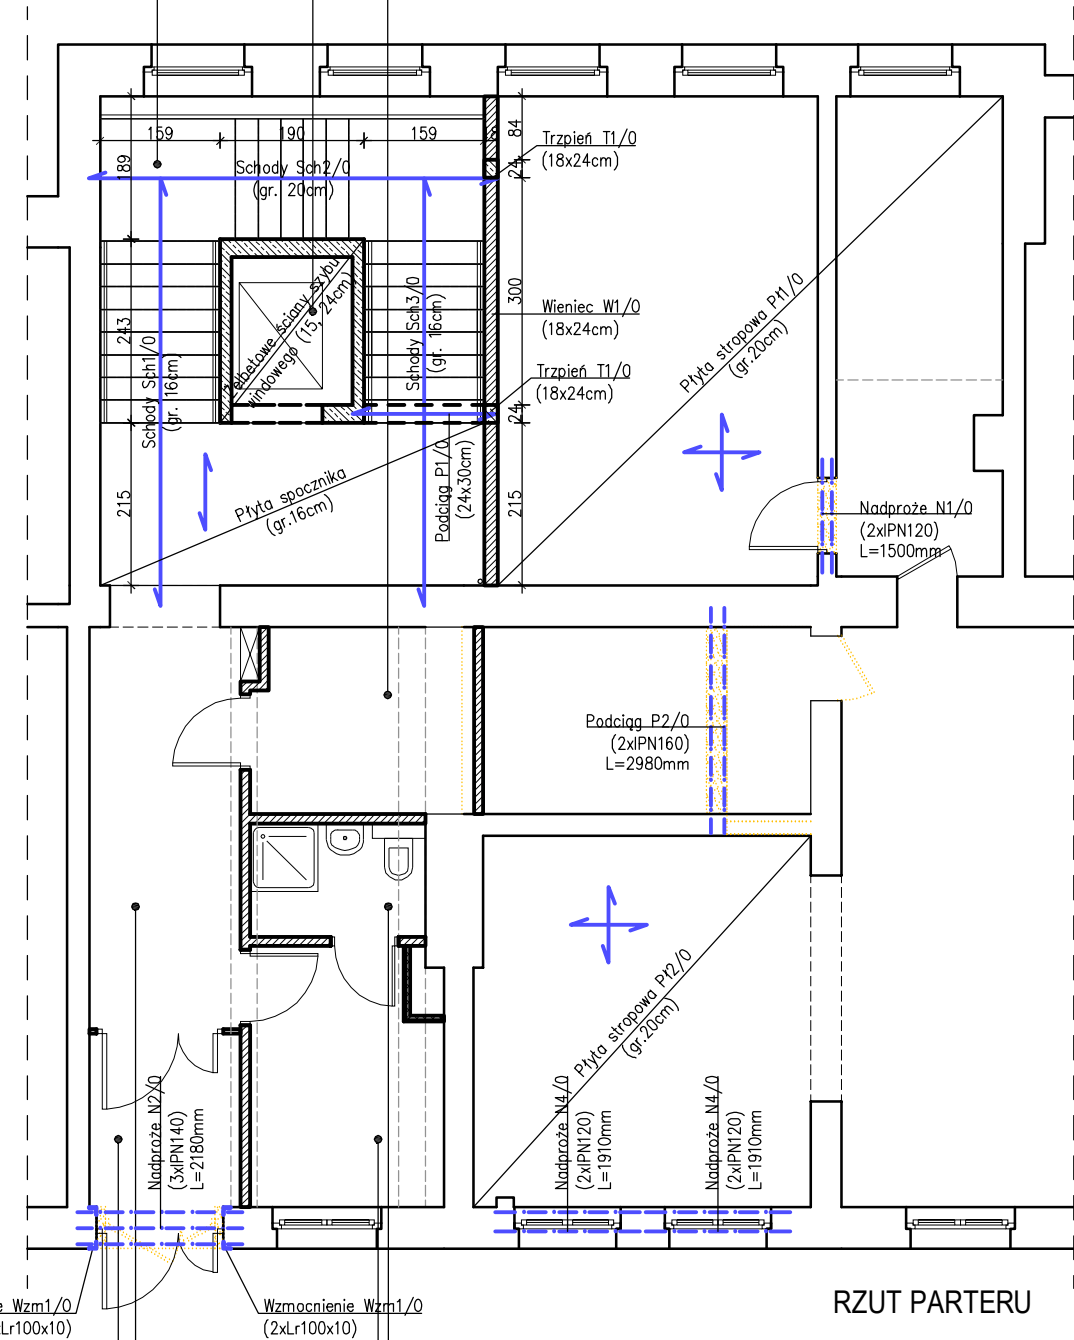 159
190
159
84
189
24
Trzpień T1/0
(18x24cm)
Schody Sch2/0
(gr. 20cm)
300
243
Wieniec W1/0
(18x24cm)
Żelbetowe ściany szybu
windowego (15, 24cm)
Schody Sch1/0
(gr. 16cm)
Schody Sch3/0
(gr. 16cm)
Płyta stropowa Pł1/0
(gr.20cm)
Trzpień T1/0
(18x24cm)
24
215
215
Płyta spocznika
(gr.16cm)
Podciąg P1/0
(24x30cm)
Nadproże N1/0
(2xIPN120)
L=1500mm
Podciąg P2/0
(2xIPN160)
L=2980mm
Płyta stropowa Pł2/0
(gr.20cm)
Nadproże N2/0
(3xIPN140)
L=2180mm
Nadproże N4/0
(2xIPN120)
L=1910mm
Nadproże N4/0
(2xIPN120)
L=1910mm
e Wzm1/0
Lr100x10)
Wzmocnienie Wzm1/0
(2xLr100x10)
RZUT PARTERU